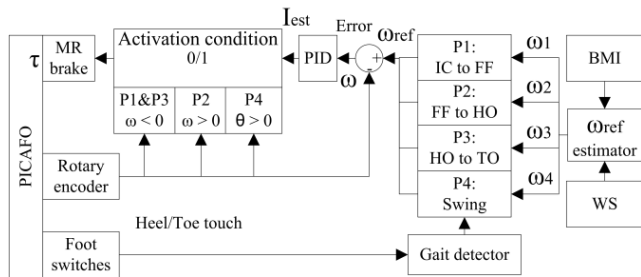 Iest
Error
ωref
τ
MR
brake
Activation condition
0/1
P1&P3
ω < 0
P2
ω > 0
P4
θ > 0
PID
+
-
ω
P1:
IC to FF
P2:
FF to HO
P3:
HO to TO
P4:
Swing
ω1
ω2
ω3
ω4
BMI
ωref
estimator
WS
PICAFO
Rotary
encoder
Heel/Toe touch
Foot
switches
Gait detector